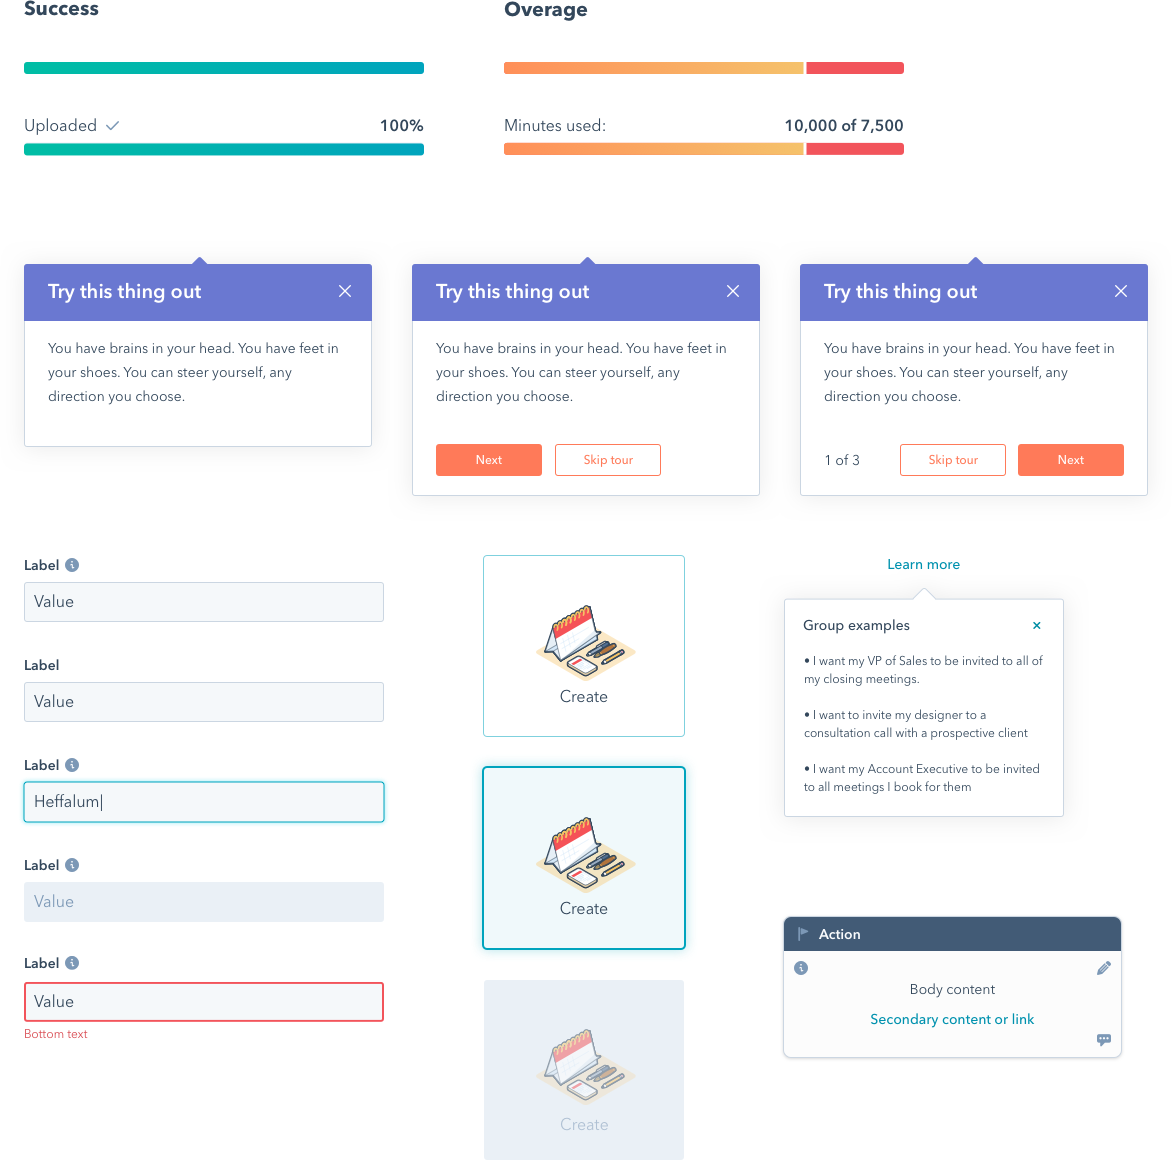 Success
Overage
Uploaded
100%
Minutes used:
10,000 of 7,500
Try this thing out
You have brains in your head. You have feet in
your shoes. You can steer yourself, any
direction you choose.
Try this thing out
You have brains in your head. You have feet in
your shoes. You can steer yourself, any
direction you choose.
Next
Skip tour
Try this thing out
You have brains in your head. You have feet in
your shoes. You can steer yourself, any
direction you choose.
1 of 3
Skip tour
Next
Label
Value
Label
Value
Label
Heffalum
Label
Value
Label
Value
Bottom text
Create
Create
Create
Learn more
Group examples
• I want my VP of Sales to be invited to all of
my closing meetings.
• I want to invite my designer to a
consultation call with a prospective client
• I want my Account Executive to be invited
to all meetings I book for them
Action
Body content
Secondary content or link